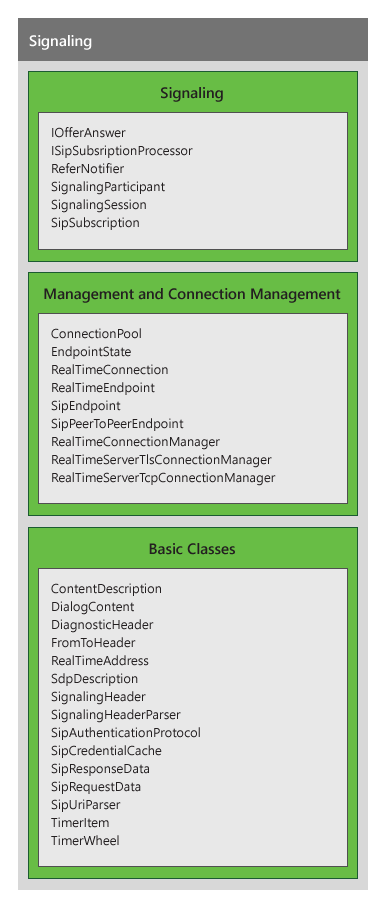 Signaling
Signaling
IOfferAnswer
ISipSubsriptionProcessor
ReferNotifier
SignalingParticipant
SignalingSession
SipSubscription
Management and Connection Management
ConnectionPool
EndpointState
RealTimeConnection
RealTimeEndpoint
SipEndpoint
SipPeerToPeerEndpoint
RealTimeConnectionManager
RealTimeServerTlsConnectionManager
RealTimeServerTcpConnectionManager
Basic Classes
ContentDescription
DialogContent
DiagnosticHeader
FromToHeader
RealTimeAddress
SdpDescription
SignalingHeader
SignalingHeaderParser
SipAuthenticationProtocol
SipCredentialCache
SipResponseData
SipRequestData
SipUriParser
TimerItem
TimerWheel